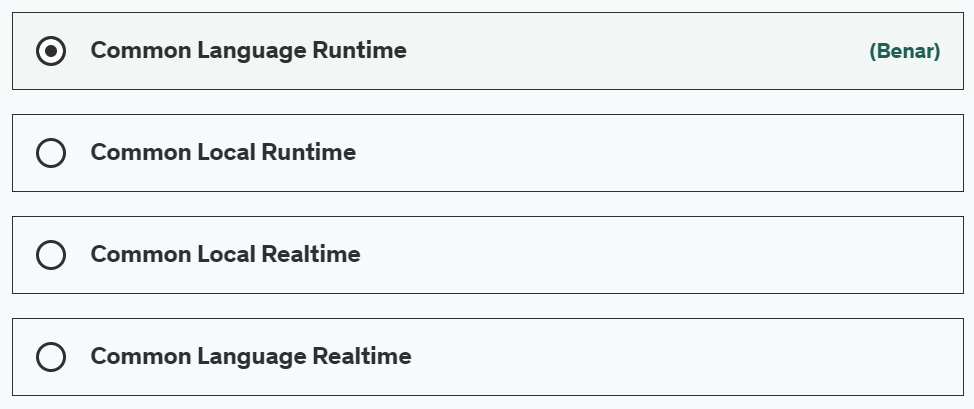 Common Language Runtime (Benar)
Common Local Runtime
Common Local Realtime
Common Language Realtime